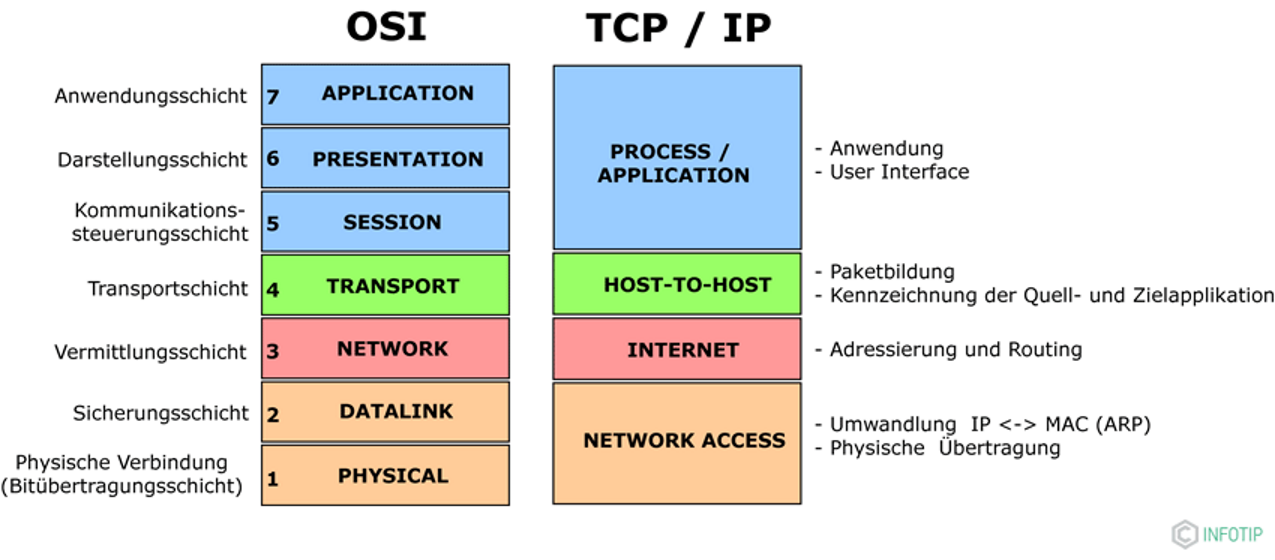 OSI
TCP / IP
Anwendungsschicht
7
APPLICATION
Darstellungsschicht
6
PRESENTATION
Kommunikations-
steuerungsschicht
5
SESSION
PROCESS /
APPLICATION
- Anwendung
- User Interface
Transportschicht
4
TRANSPORT
HOST-TO-HOST
- Paketbildung
- Kennzeichnung der Quell- und Zielapplikation
Vermittlungsschicht
3
NETWORK
INTERNET
- Adressierung und Routing
Sicherungsschicht
2
DATALINK
Physische Verbindung
(Bitübertragungsschicht)
1
PHYSICAL
NETWORK ACCESS
- Umwandlung IP <-> MAC (ARP)
- Physische Übertragung
C INFOTIP